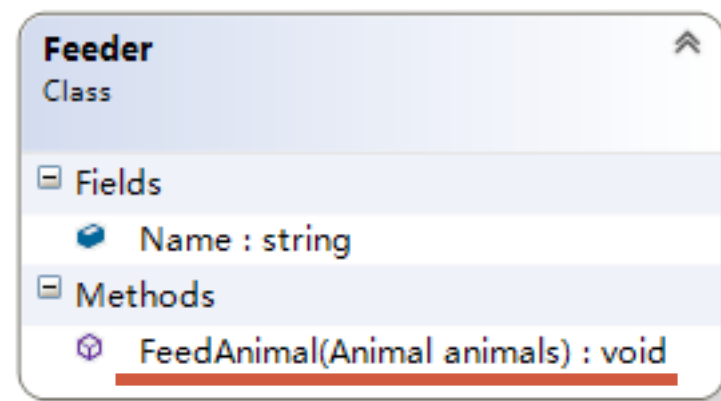 Feeder
Class
Fields
Name : string
Methods
FeedAnimal(Animal animals) : void